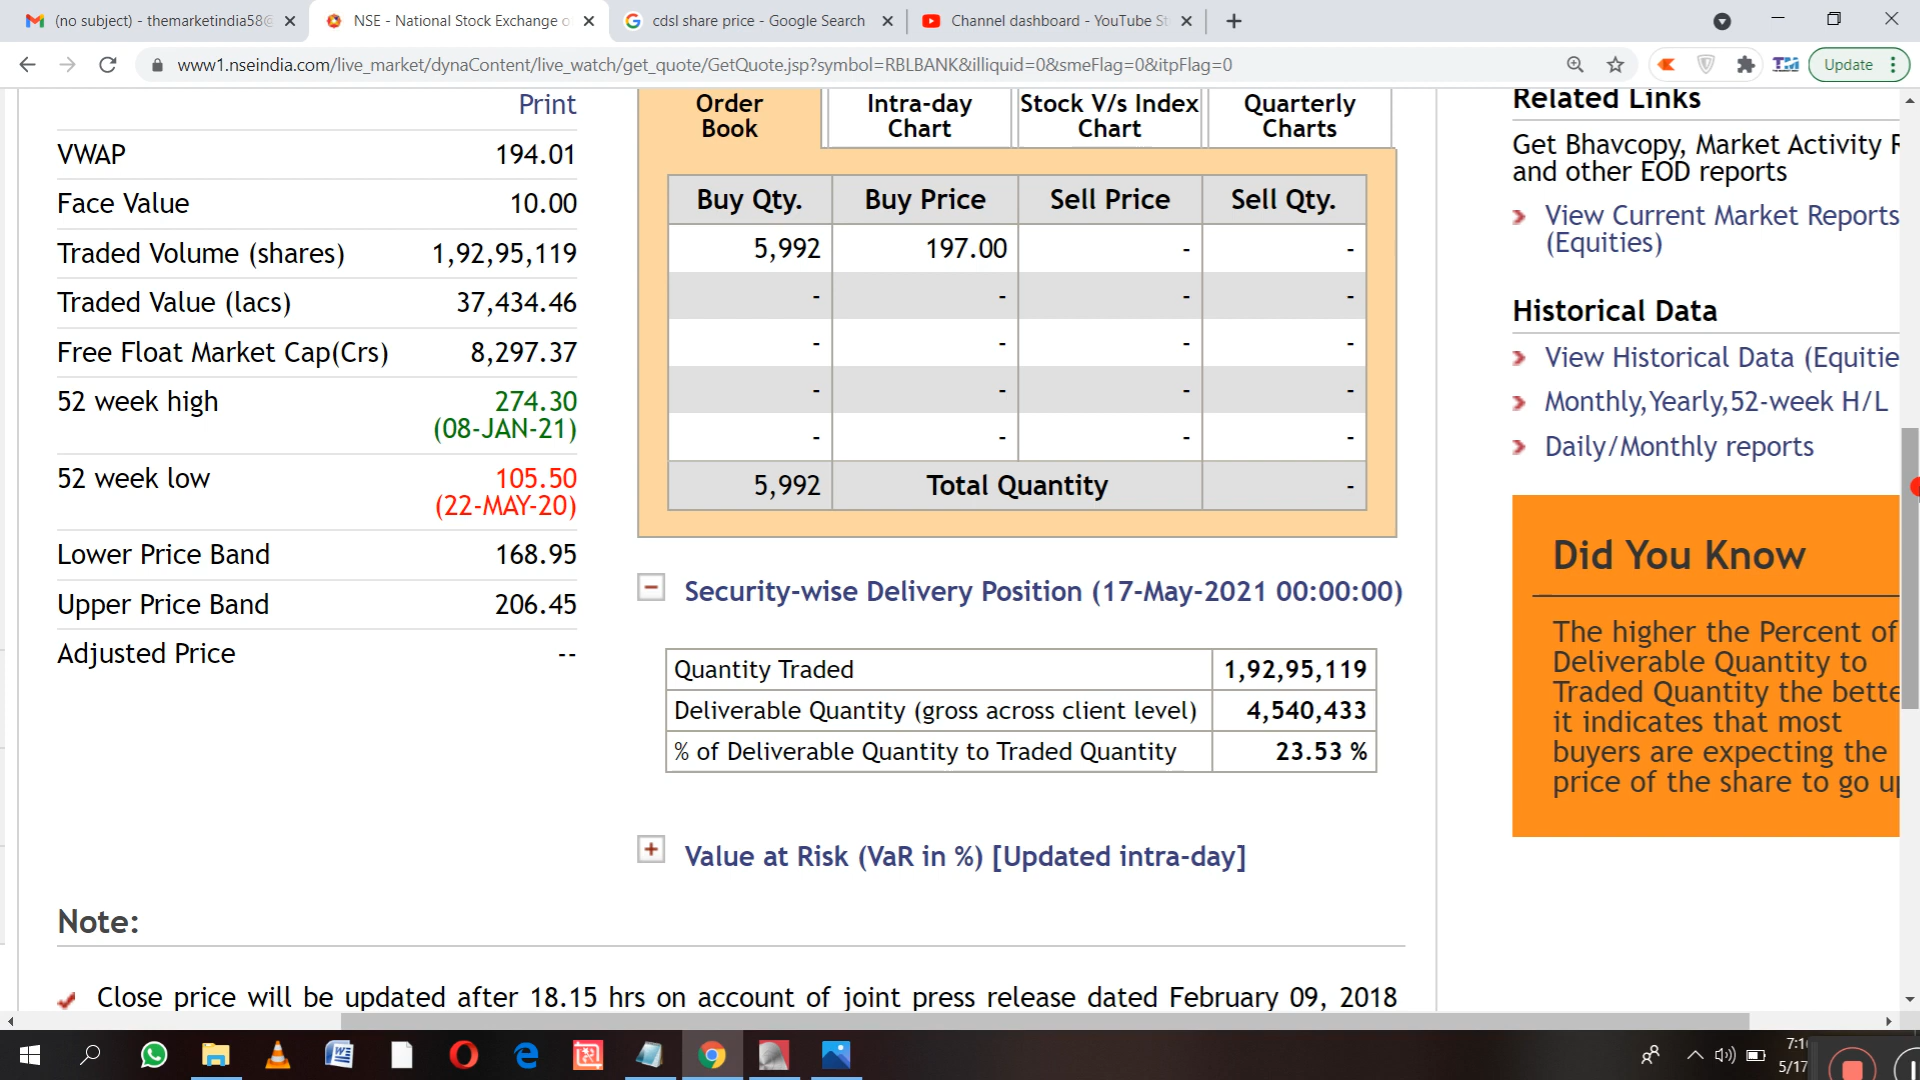 (no subject) - themarketindia58@
NSE - National Stock Exchange o
cdsl share price - Google Search
Channel dashboard - YouTube St
www1.nseindia.com/live_market/dynaContent/live_watch/get_quote/GetQuote.jsp?symbol=RBLBANK&illiquid=0&smeFlag=0&itpFlag=0
TM
Update
Print
VWAP 194.01
Face Value 10.00
Traded Volume (shares) 1,92,95,119
Traded Value (lacs) 37,434.46
Free Float Market Cap(Crs) 8,297.37
52 week high 274.30
(08-JAN-21)
52 week low 105.50
(22-MAY-20)
Lower Price Band 168.95
Upper Price Band 206.45
Adjusted Price --
Order
Book
Intra-day
Chart
Stock V/s Index
Chart
Quarterly
Charts
Buy Qty. Buy Price Sell Price Sell Qty.
5,992 197.00 - -
- - - -
- - - -
- - - -
- - - -
5,992 Total Quantity -
Security-wise Delivery Position (17-May-2021 00:00:00)
Quantity Traded 1,92,95,119
Deliverable Quantity (gross across client level) 4,540,433
% of Deliverable Quantity to Traded Quantity 23.53 %
Value at Risk (VaR in %) [Updated intra-day]
Note:
Close price will be updated after 18.15 hrs on account of joint press release dated February 09, 2018
Related Links
Get Bhavcopy, Market Activity R
and other EOD reports
View Current Market Reports
(Equities)
Historical Data
View Historical Data (Equitie
Monthly,Yearly,52-week H/L
Daily/Monthly reports
Did You Know
The higher the Percent of
Deliverable Quantity to
Traded Quantity the bette
it indicates that most
buyers are expecting the
price of the share to go up
7:1
5/17